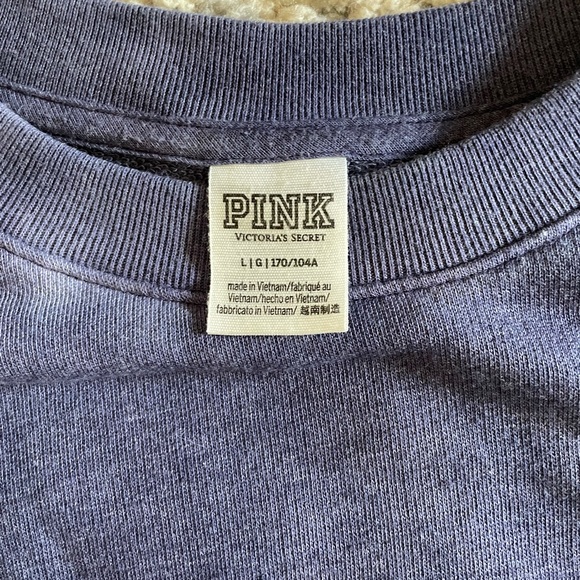 PINK
VICTORIA'S SECRET
L | G | 170/104A
made in Vietnam/fabriqué au
Vietnam/hecho en Vietnam/
fabbricato in Vietnam/ 越南制造